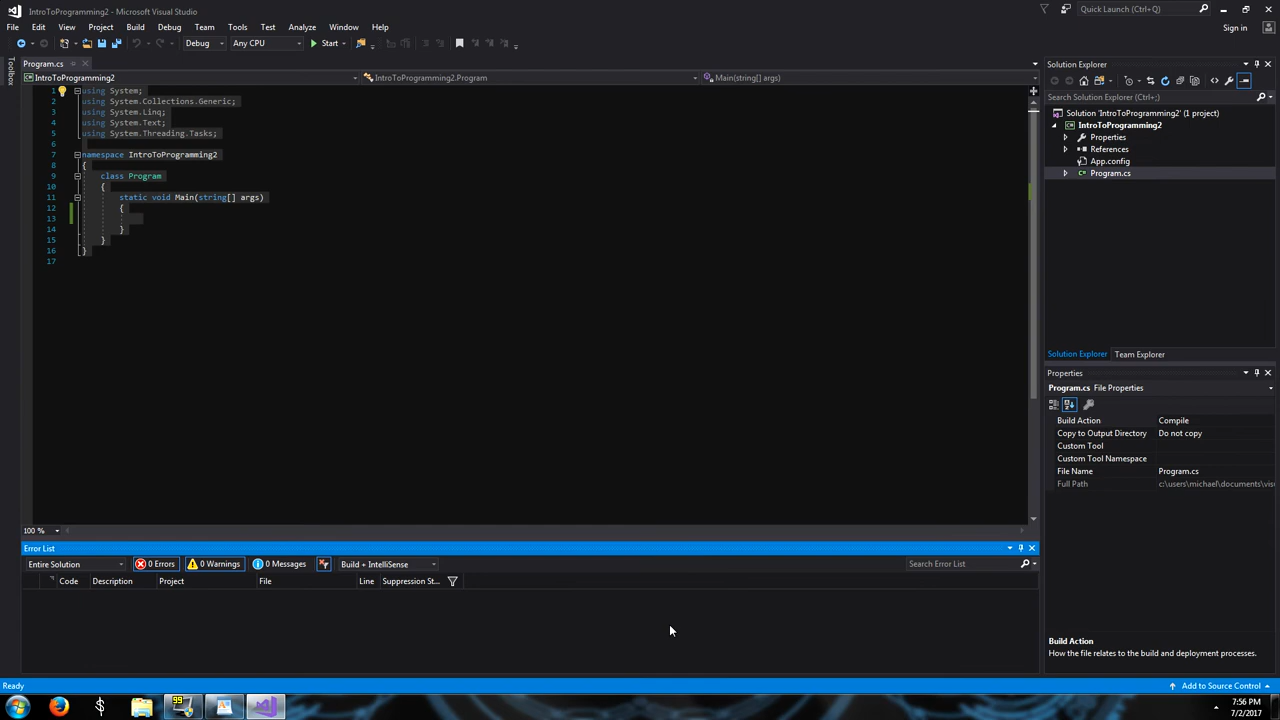 IntroToProgramming2 - Microsoft Visual Studio
Quick Launch (Ctrl+Q)
File Edit View Project Build Debug Team Tools Test Analyze Window Help
Sign in
Debug Any CPU Start
Toolbox
Program.cs
IntroToProgramming2 IntroToProgramming2.Program Main(string[] args)
1 using System;
2 using System.Collections.Generic;
3 using System.Linq;
4 using System.Text;
5 using System.Threading.Tasks;
6
7 namespace IntroToProgramming2
8 {
9 class Program
10 {
11 static void Main(string[] args)
12 {
13
14 }
15 }
16 }
17
100 %
Solution Explorer
Search Solution Explorer (Ctrl+;)
Solution 'IntroToProgramming2' (1 project)
IntroToProgramming2
Properties
References
App.config
Program.cs
Solution Explorer Team Explorer
Properties
Program.cs File Properties
Build Action Compile
Copy to Output Directory Do not copy
Custom Tool
Custom Tool Namespace
File Name Program.cs
Full Path c:\users\michael\documents\visu
Build Action
How the file relates to the build and deployment processes.
Error List
Entire Solution 0 Errors 0 Warnings 0 Messages Build + IntelliSense Search Error List
Code Description Project File Line Suppression St...
Ready
Add to Source Control
99
7:56 PM
7/2/2017